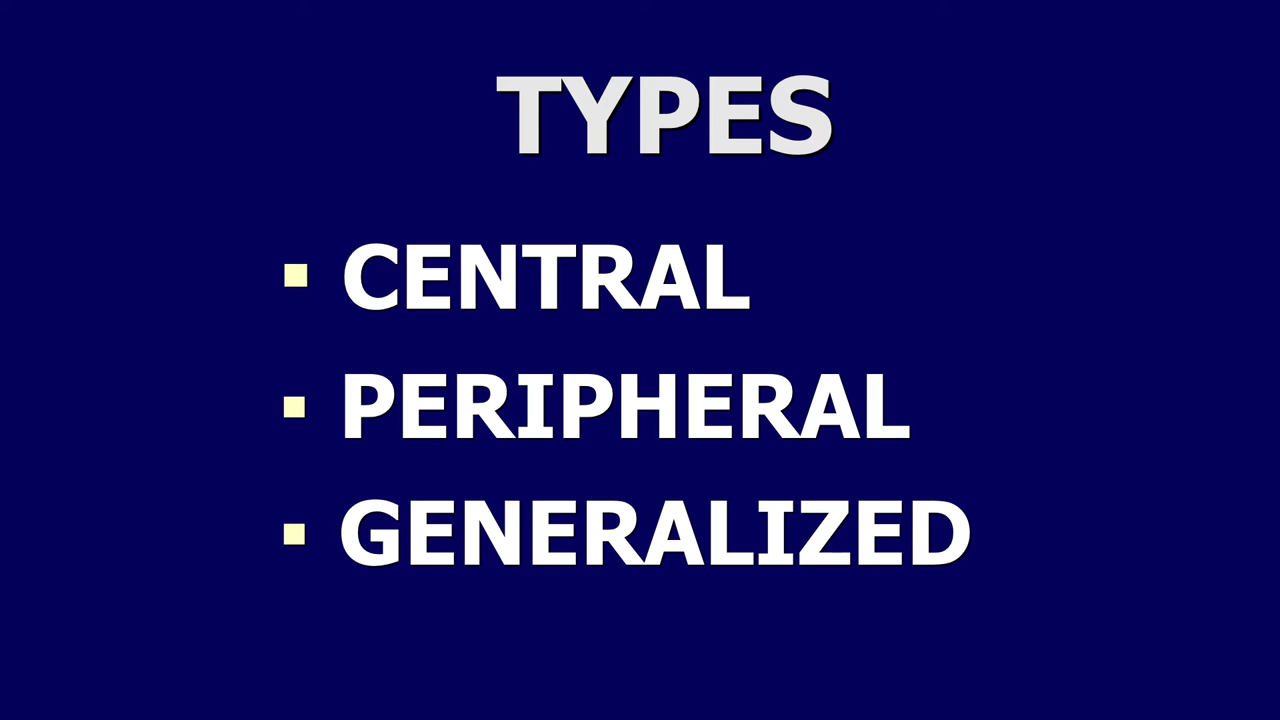 TYPES
▪ CENTRAL
▪ PERIPHERAL
▪ GENERALIZED